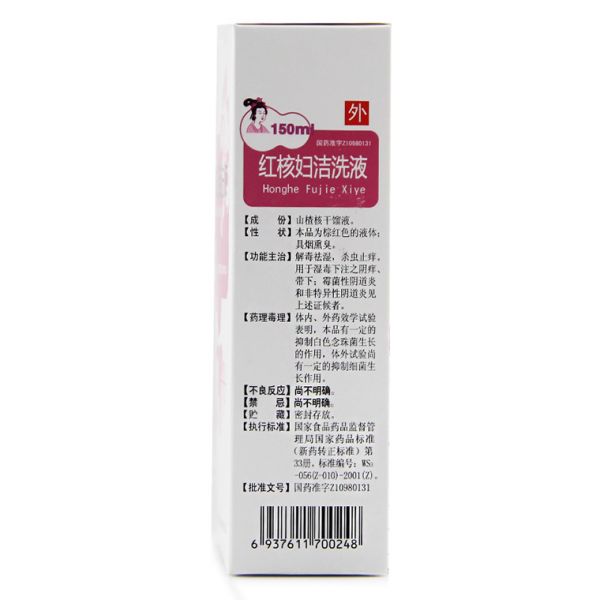 外
150ml
国药准字Z10980131
红核妇洁洗液
Honghe Fujie Xiye
【成 份】山楂核干馏液。
【性 状】本品为棕红色的液体；
具烟熏臭。
【功能主治】解毒祛湿，杀虫止痒。
用于湿毒下注之阴痒、
带下；霉菌性阴道炎
和非特异性阴道炎见
上述证候者。
【药理毒理】体内、外药效学试验
表明，本品有一定的
抑制白色念珠菌生长
的作用，体外试验尚
有一定的抑制细菌生
长作用。
【不良反应】尚不明确。
【禁 忌】尚不明确。
【贮 藏】密封存放。
【执行标准】国家食品药品监督管
理局国家药品标准
（新药转正标准）第
33册，标准编号：WS₃
-056(Z-010)-2001(Z)。
【批准文号】国药准字Z10980131
6 937611 700248